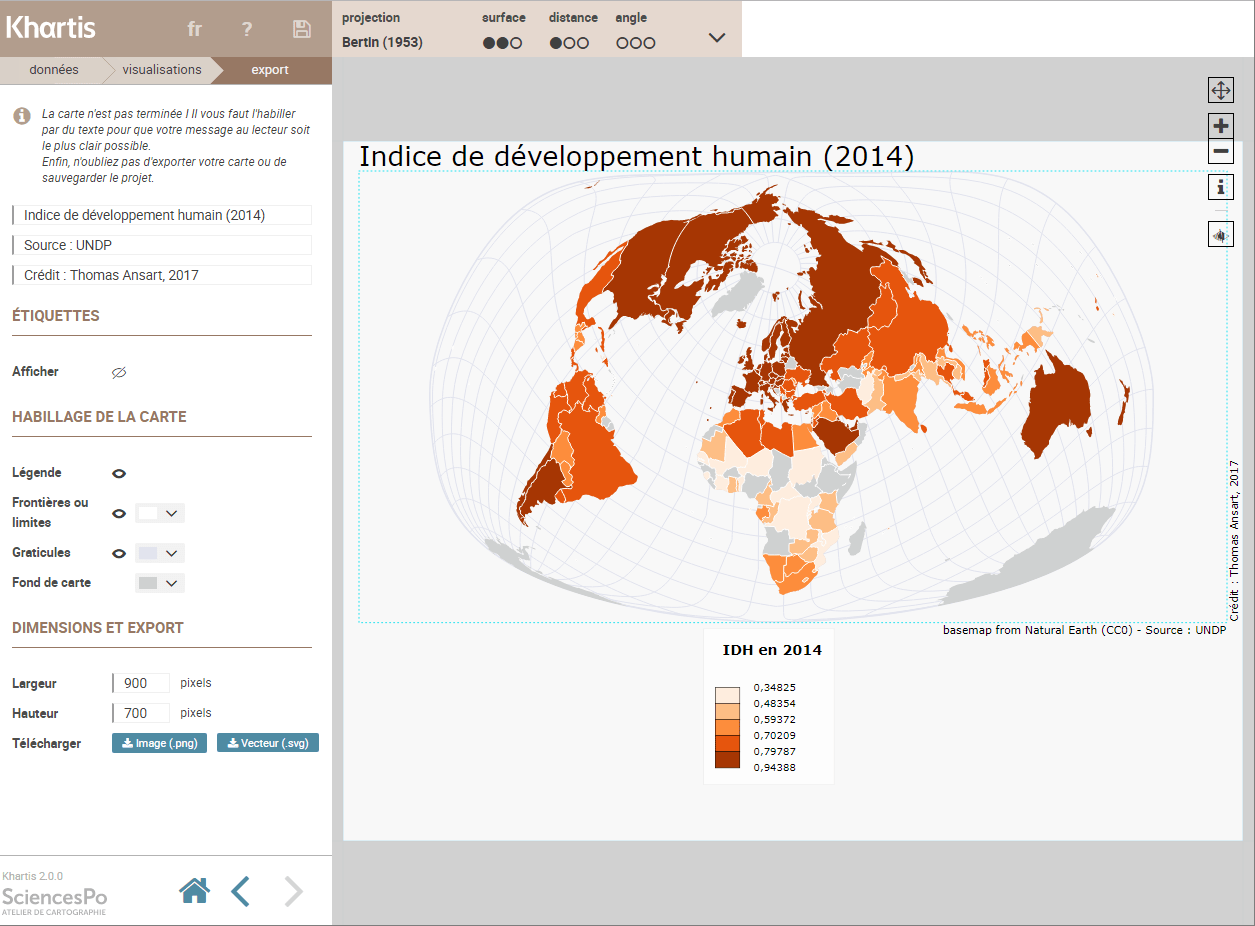 Khartis
fr
?
projection
surface
distance
angle
Bertin (1953)
données
visualisations
export
La carte n'est pas terminée ! Il vous faut l'habiller
par du texte pour que votre message au lecteur soit
le plus clair possible.
Enfin, n'oubliez pas d'exporter votre carte ou de
sauvegarder le projet.
Indice de développement humain (2014)
Source : UNDP
Crédit : Thomas Ansart, 2017
ÉTIQUETTES
Afficher
HABILLAGE DE LA CARTE
Légende
Frontières ou
limites
Graticules
Fond de carte
DIMENSIONS ET EXPORT
Largeur
900
pixels
Hauteur
700
pixels
Télécharger
Image (.png)
Vecteur (.svg)
Khartis 2.0.0
SciencesPo
ATELIER DE CARTOGRAPHIE
Indice de développement humain (2014)
Crédit : Thomas Ansart, 2017
basemap from Natural Earth (CC0) - Source : UNDP
IDH en 2014
0,34825
0,48354
0,59372
0,70209
0,79787
0,94388